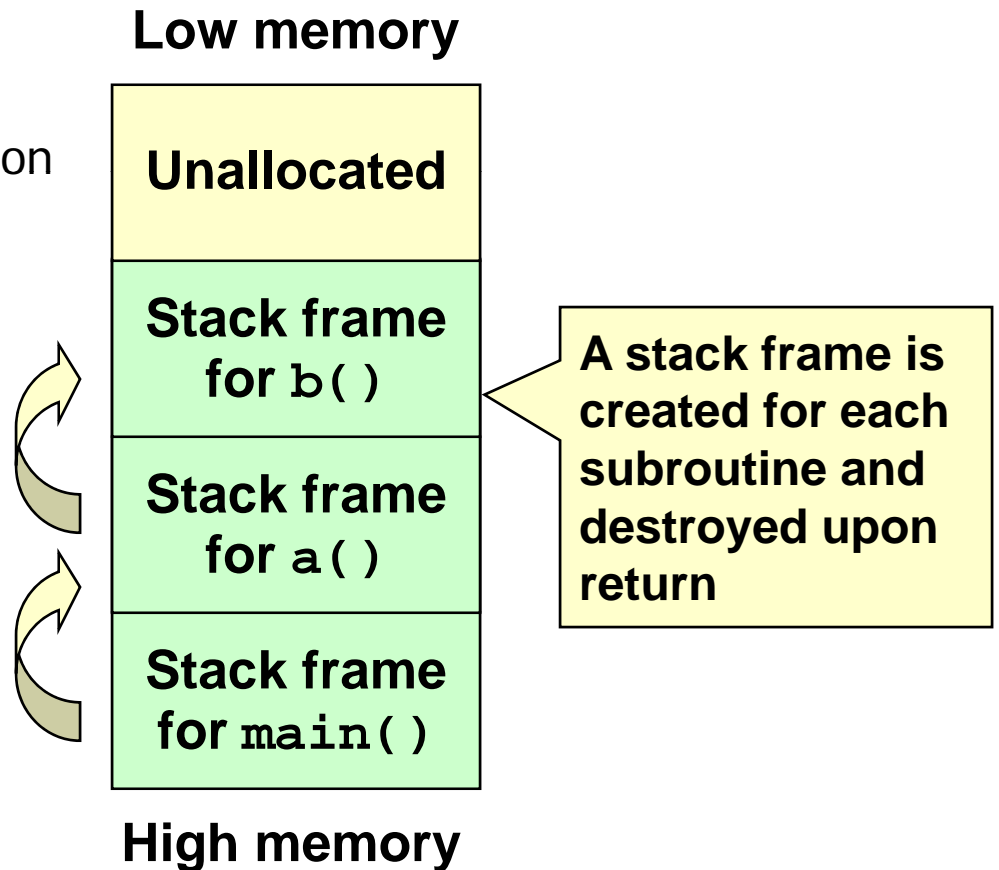 Low memory
on
Unallocated
Stack frame
for b()
A stack frame is
created for each
subroutine and
destroyed upon
return
Stack frame
for a()
Stack frame
for main()
High memory